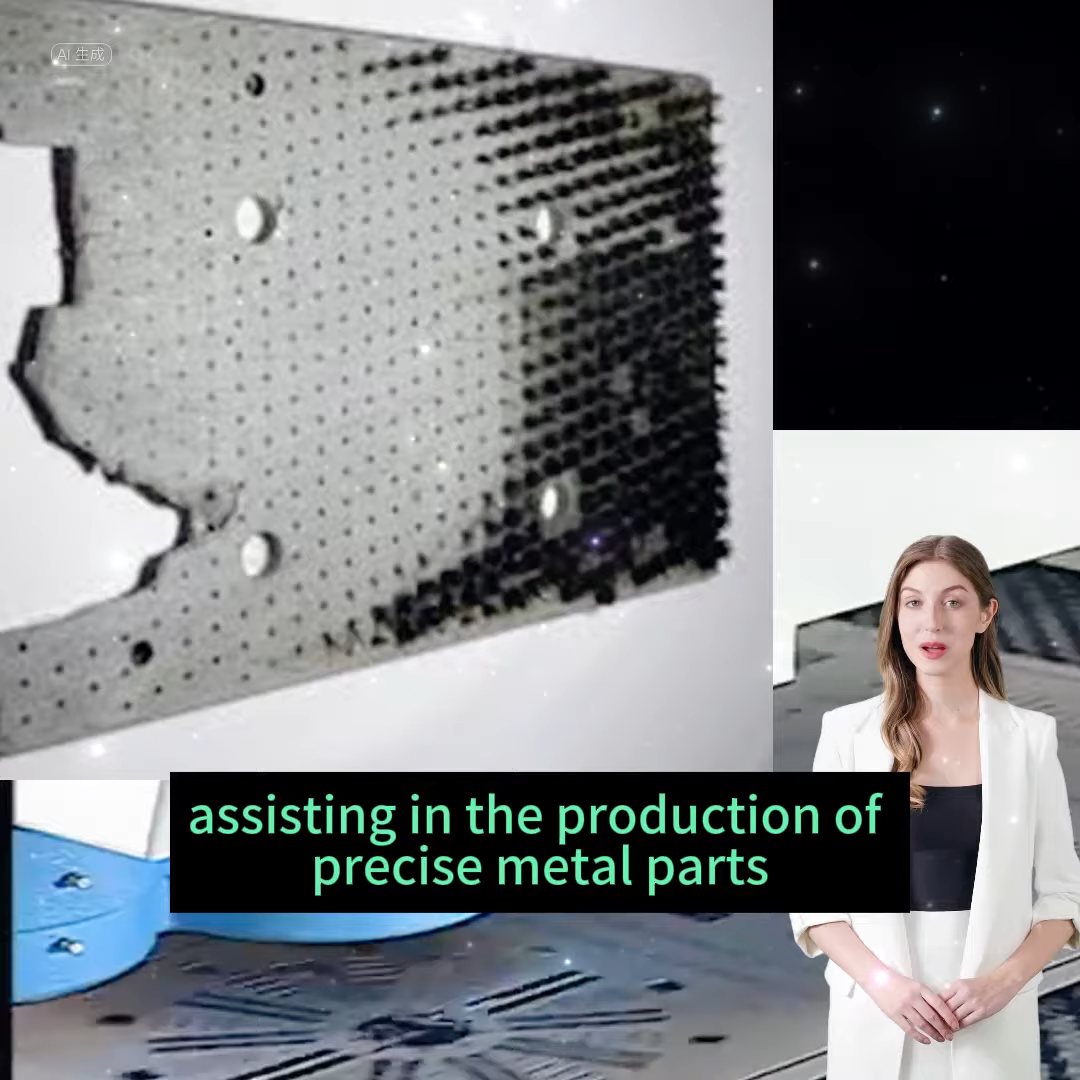 AI 生成
assisting in the production of
precise metal parts